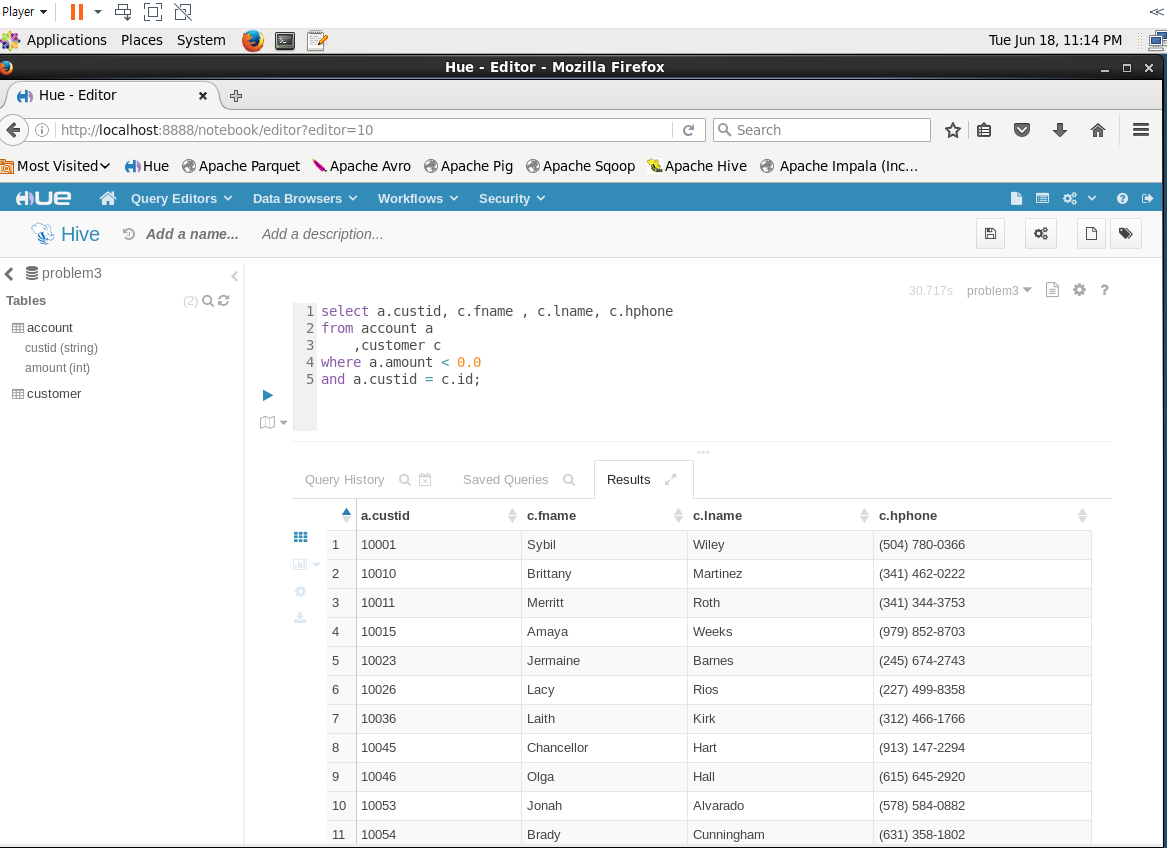 Player
Applications Places System Tue Jun 18, 11:14 PM
Hue - Editor - Mozilla Firefox
Hue - Editor
http://localhost:8888/notebook/editor?editor=10 Search
Most Visited Hue Apache Parquet Apache Avro Apache Pig Apache Sqoop Apache Hive Apache Impala (Inc...
HUE Query Editors Data Browsers Workflows Security
Hive Add a name... Add a description...
problem3
Tables (2)
account
custid (string)
amount (int)
customer
30.717s problem3 ?
1 select a.custid, c.fname , c.lname, c.hphone
2 from account a
3 ,customer c
4 where a.amount < 0.0
5 and a.custid = c.id;
Query History Saved Queries Results
a.custid c.fname c.lname c.hphone
1 10001 Sybil Wiley (504) 780-0366
2 10010 Brittany Martinez (341) 462-0222
3 10011 Merritt Roth (341) 344-3753
4 10015 Amaya Weeks (979) 852-8703
5 10023 Jermaine Barnes (245) 674-2743
6 10026 Lacy Rios (227) 499-8358
7 10036 Laith Kirk (312) 466-1766
8 10045 Chancellor Hart (913) 147-2294
9 10046 Olga Hall (615) 645-2920
10 10053 Jonah Alvarado (578) 584-0882
11 10054 Brady Cunningham (631) 358-1802